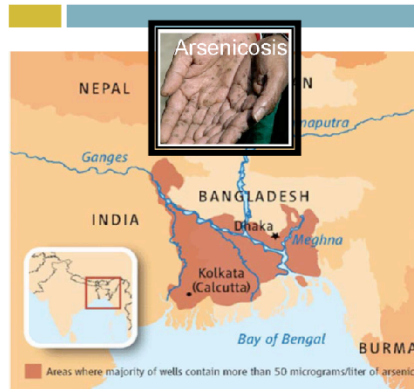 Arsenicosis
NEPAL
N
naputra
Ganges
BANGLADESH
INDIA
Dhaka
Meghna
Kolkata
(Calcutta)
Bay of Bengal
BURMA
Areas where majority of wells contain more than 50 micrograms/liter of arsenic